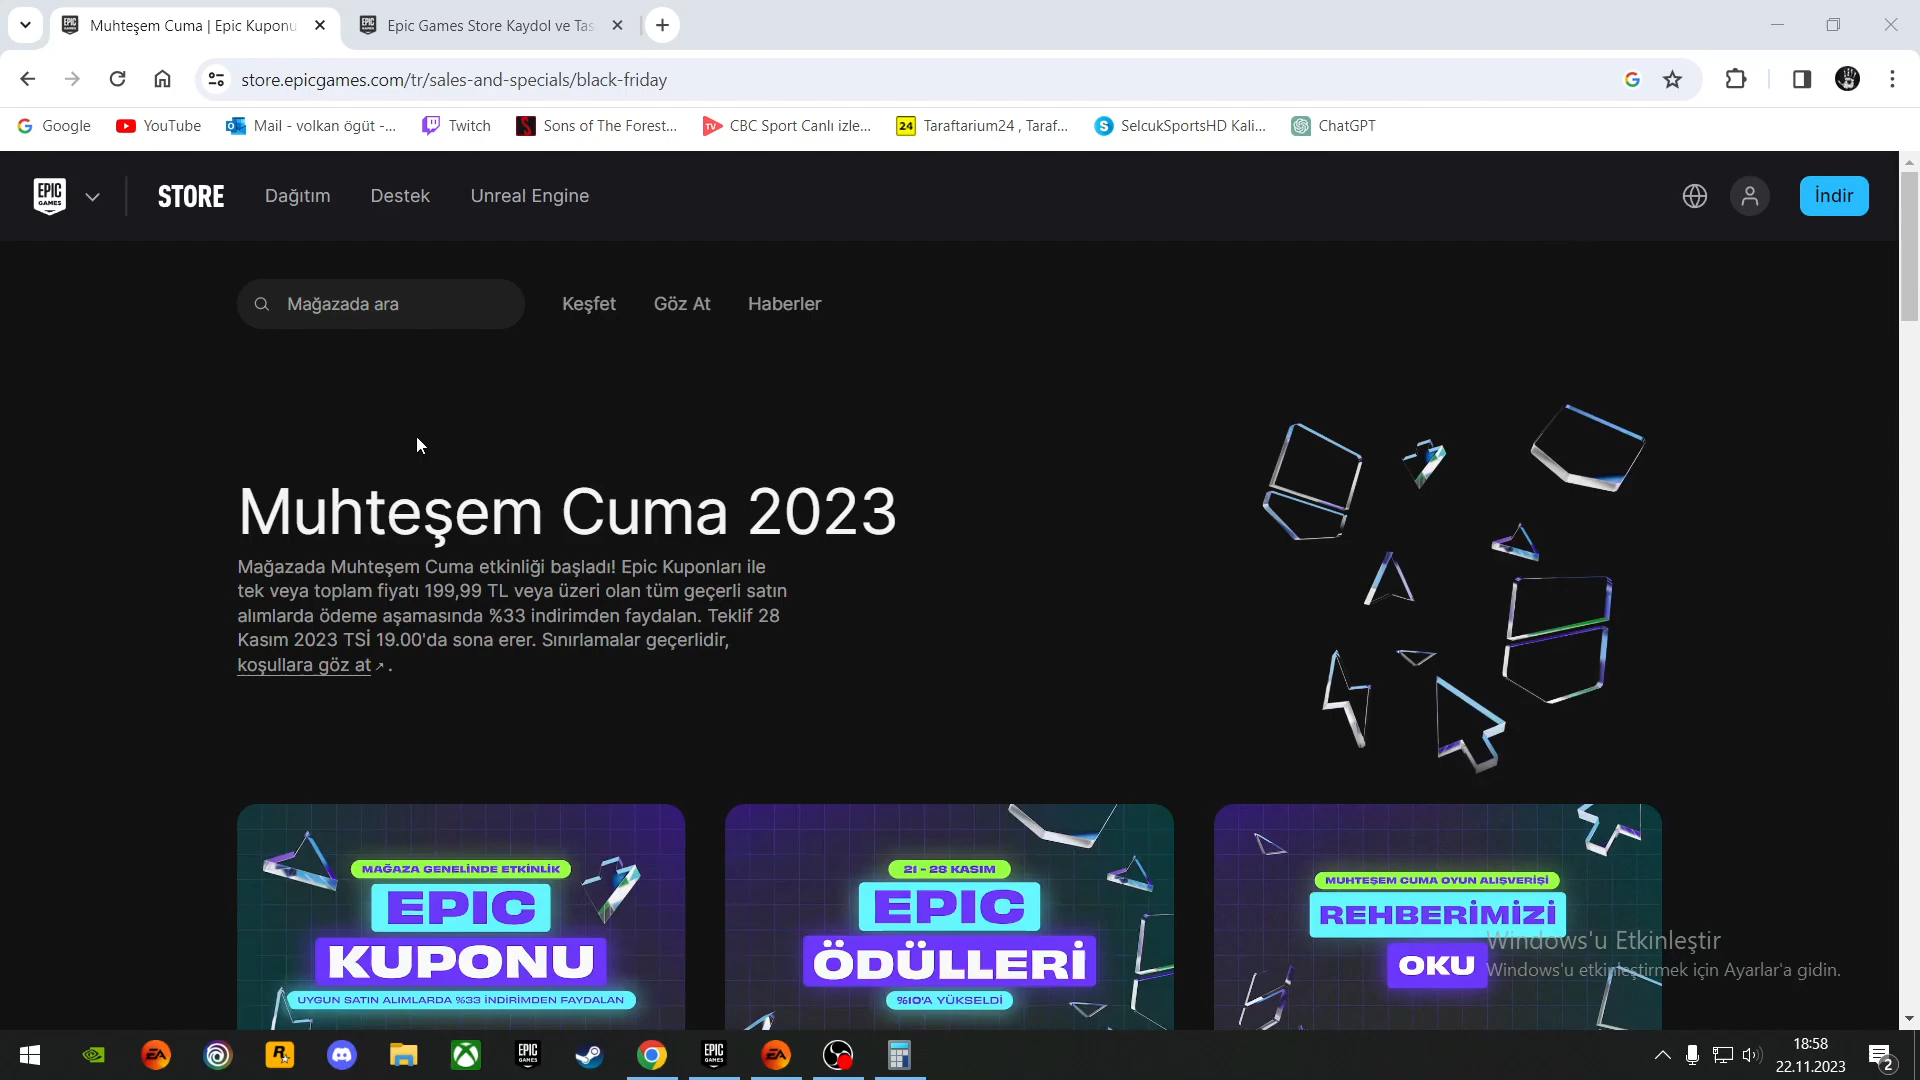 Muhteşem Cuma | Epic Kuponu
Epic Games Store Kaydol ve Tas
store.epicgames.com/tr/sales-and-specials/black-friday
Google
YouTube
Mail - volkan ögüt -...
Twitch
Sons of The Forest...
CBC Sport Canlı izle...
Taraftarium24 , Taraf...
SelcukSportsHD Kali...
ChatGPT
EPIC GAMES
STORE
Dağıtım
Destek
Unreal Engine
İndir
Mağazada ara
Keşfet
Göz At
Haberler
Muhteşem Cuma 2023
Mağazada Muhteşem Cuma etkinliği başladı! Epic Kuponları ile
tek veya toplam fiyatı 199,99 TL veya üzeri olan tüm geçerli satın
alımlarda ödeme aşamasında %33 indirimden faydalan. Teklif 28
Kasım 2023 TSİ 19.00'da sona erer. Sınırlamalar geçerlidir,
koşullara göz at↗.
MAĞAZA GENELİNDE ETKİNLİK
EPIC
KUPONU
UYGUN SATIN ALIMLARDA %33 İNDİRİMDEN FAYDALAN
21 - 28 KASIM
EPIC
ÖDÜLLERİ
%10'A YÜKSELDİ
MUHTEŞEM CUMA OYUN ALIŞVERİŞİ
REHBERİMİZİ
OKU
Windows'u Etkinleştir
Windows'u etkinleştirmek için Ayarlar'a gidin.
18:58
22.11.2023
2